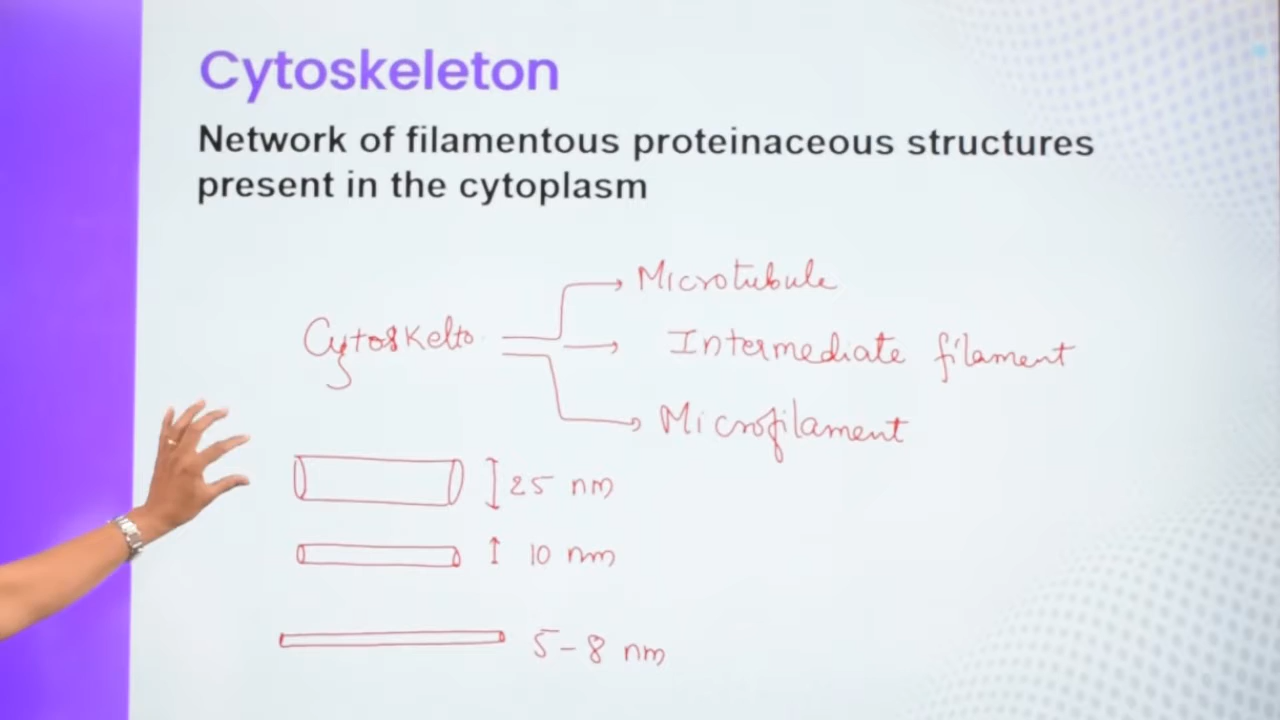 Cytoskeleton
Network of filamentous proteinaceous structures
present in the cytoplasm
Microtubule
Cytoskelto
Intermediate filament
Microfilament
25 nm
10 nm
5-8 nm